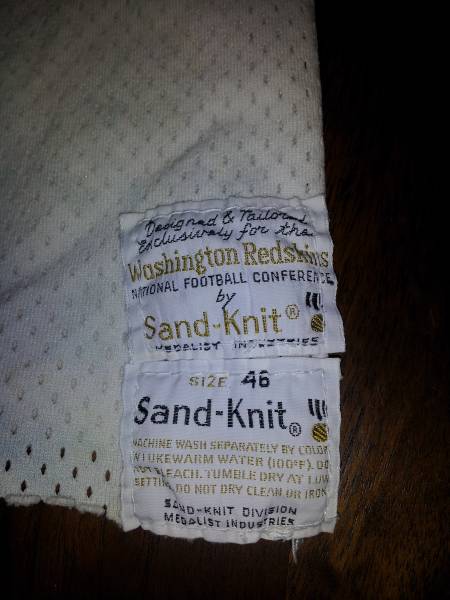 Designed & Tailored
Exclusively for the
Washington Redskins
NATIONAL FOOTBALL CONFERENCE
by
Sand-Knit®
MEDALIST INDUSTRIES
SIZE 46
Sand-Knit®
MACHINE WASH SEPARATELY BY COLOR
LUKEWARM WATER (100°F). DO
NOT BLEACH. TUMBLE DRY AT LOW
SETTING DO NOT DRY CLEAN OR IRON
SAND-KNIT DIVISION
MEDALIST INDUSTRIES